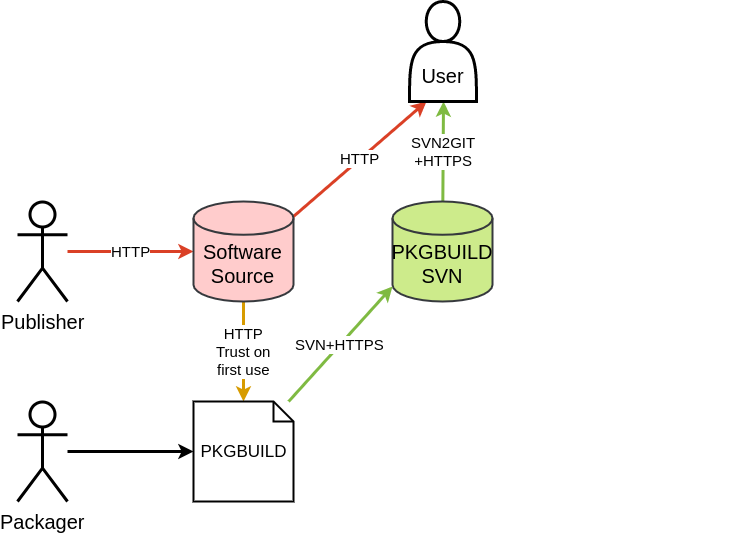 User
SVN2GIT
+HTTPS
HTTP
HTTP
Software
Source
PKGBUILD
SVN
Publisher
HTTP
Trust on
first use
SVN+HTTPS
PKGBUILD
Packager